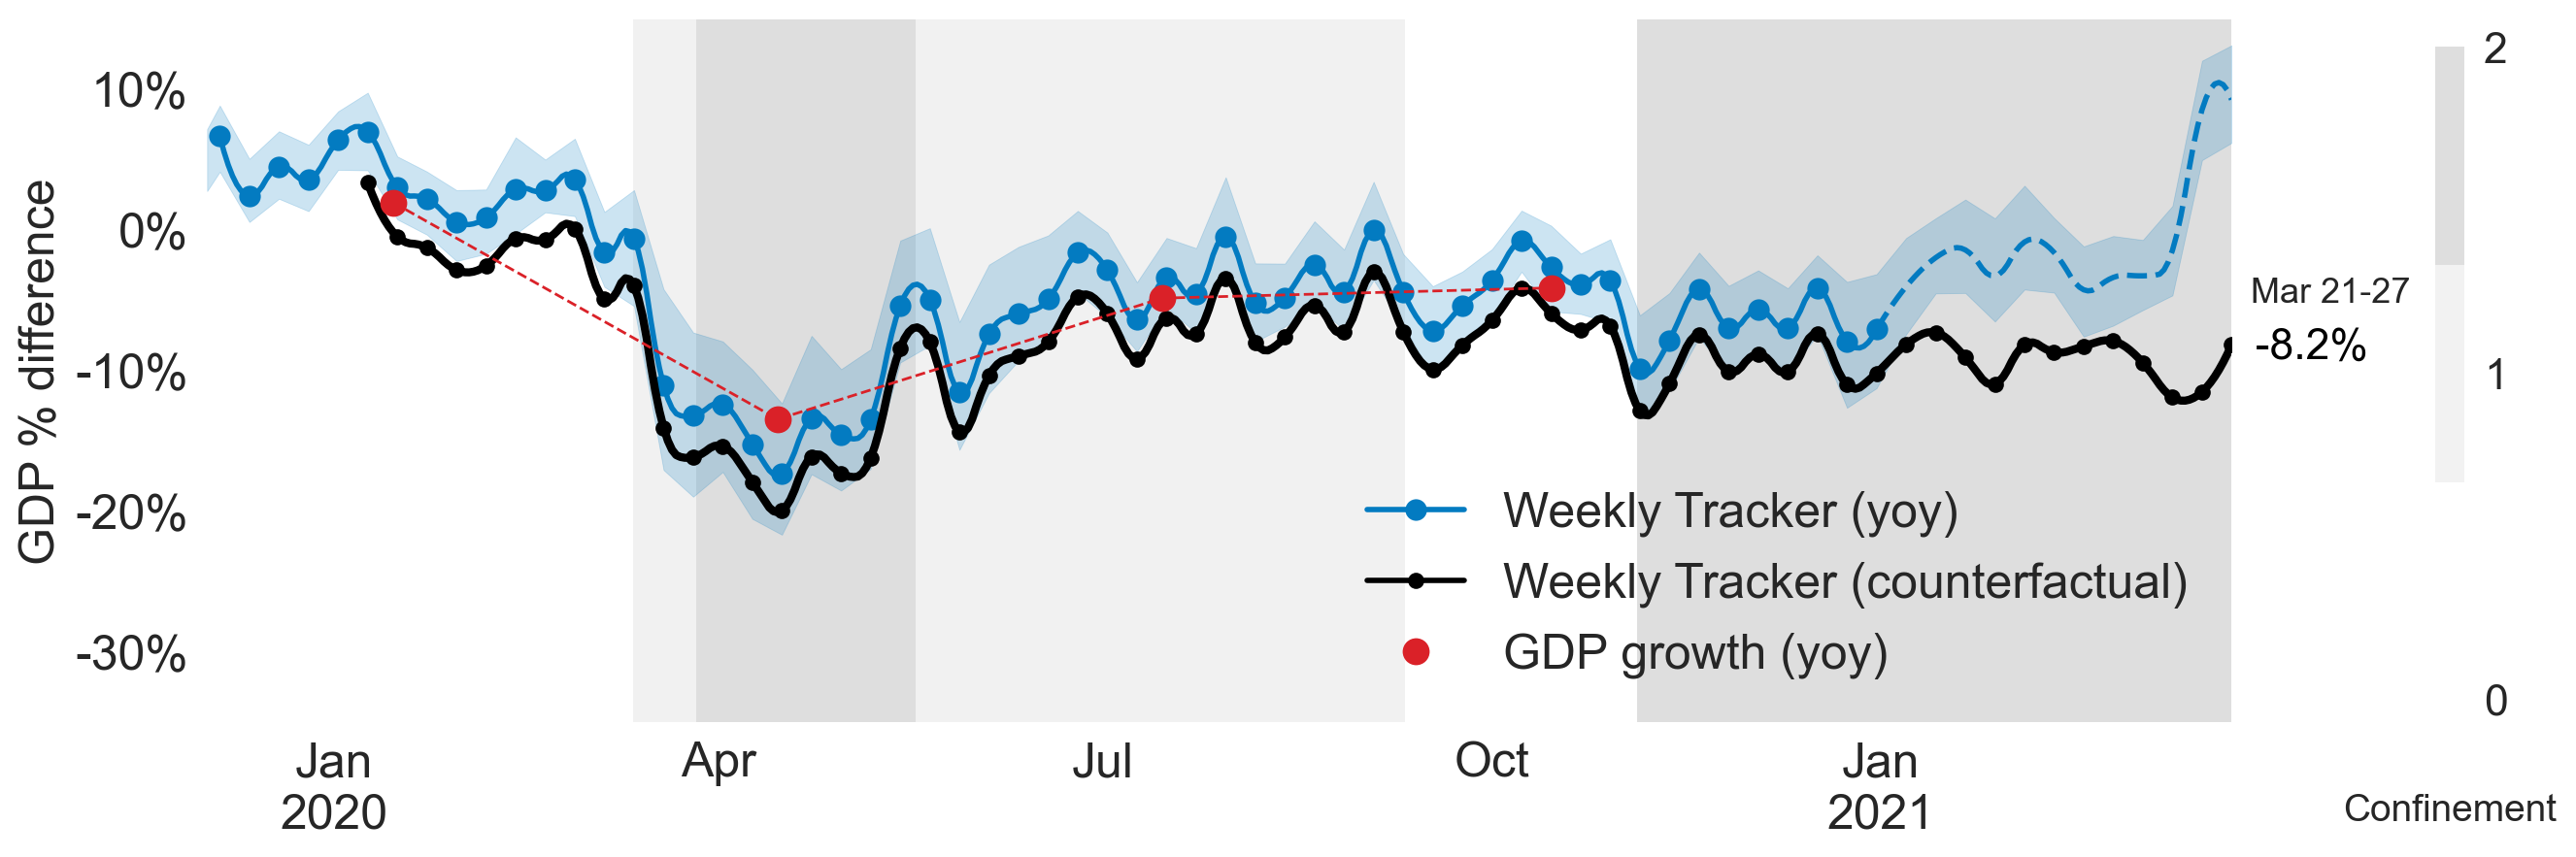 GDP % difference
10%
0%
-10%
-20%
-30%
Jan
2020
Apr
Jul
Oct
Jan
2021
Weekly Tracker (yoy)
Weekly Tracker (counterfactual)
GDP growth (yoy)
Mar 21-27
-8.2%
2
1
0
Confinement